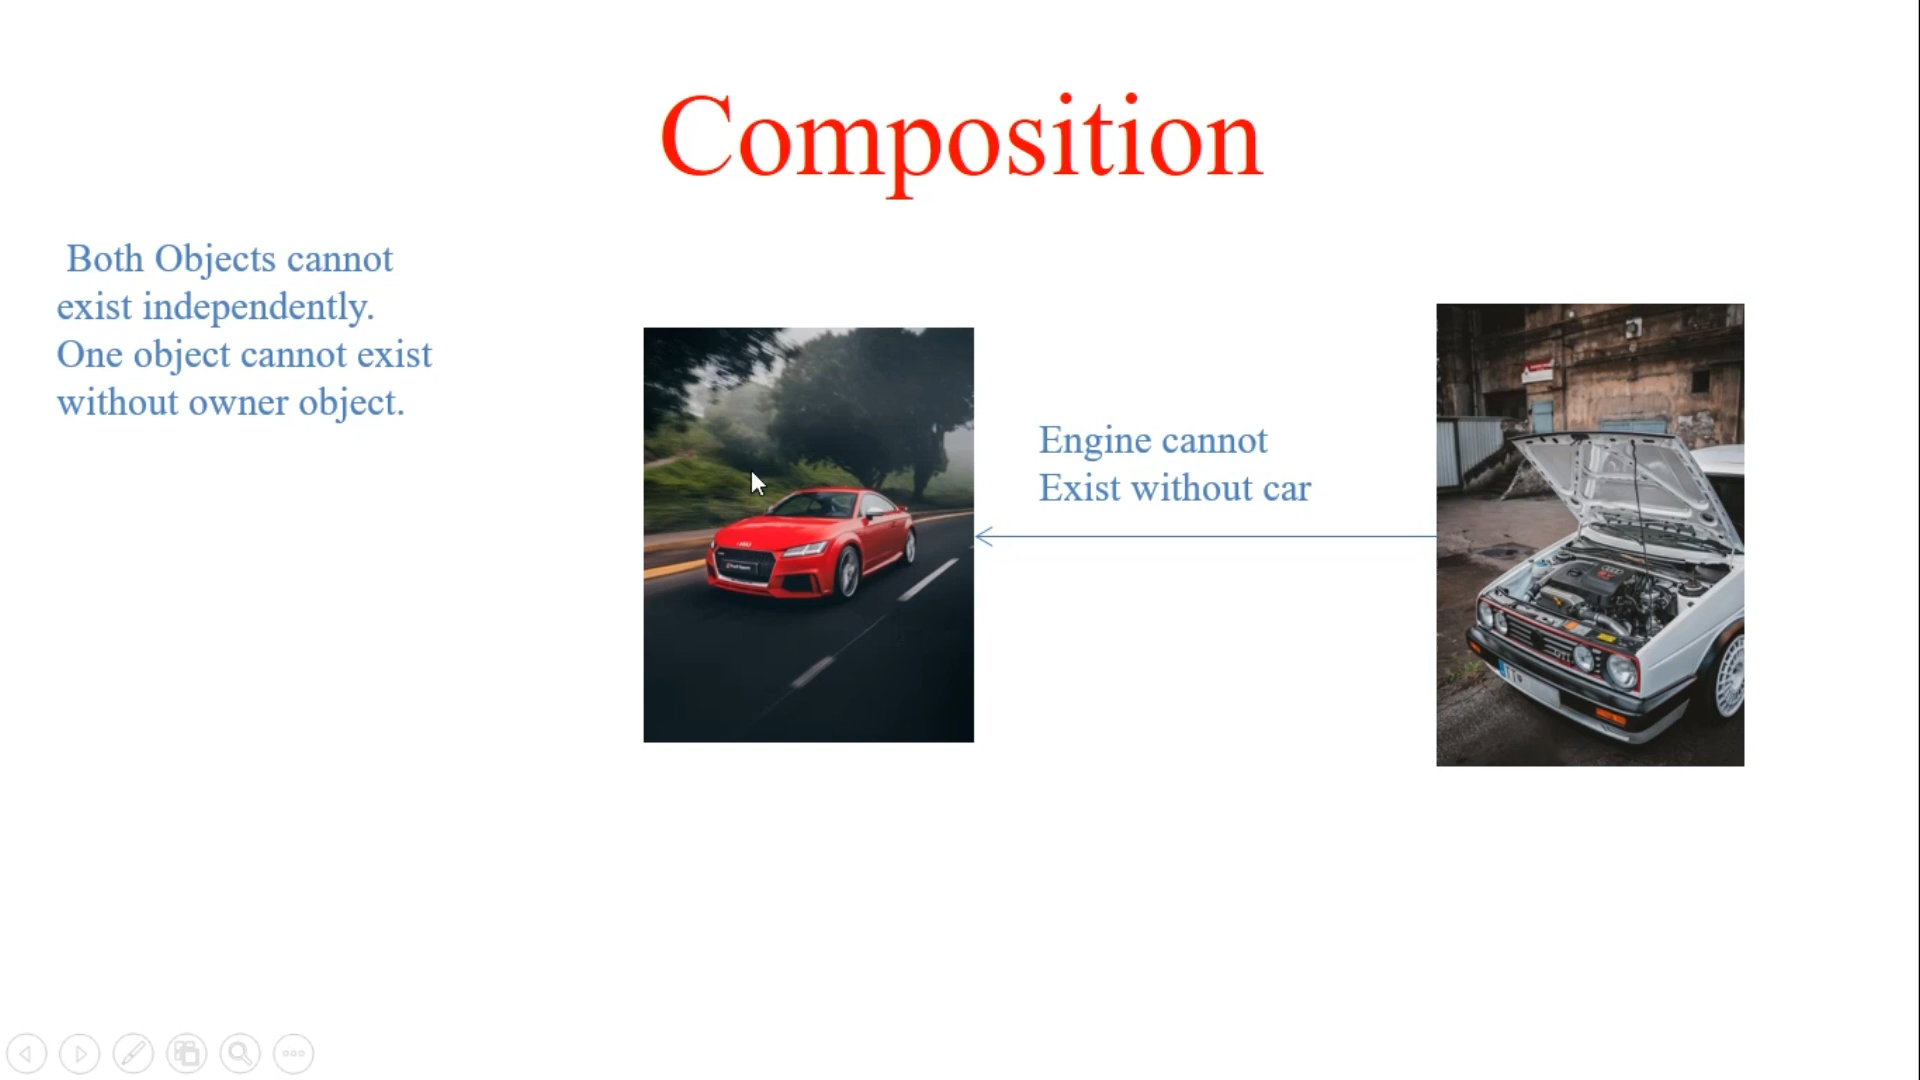 Composition
Both Objects cannot
exist independently.
One object cannot exist
without owner object.
Engine cannot
Exist without car